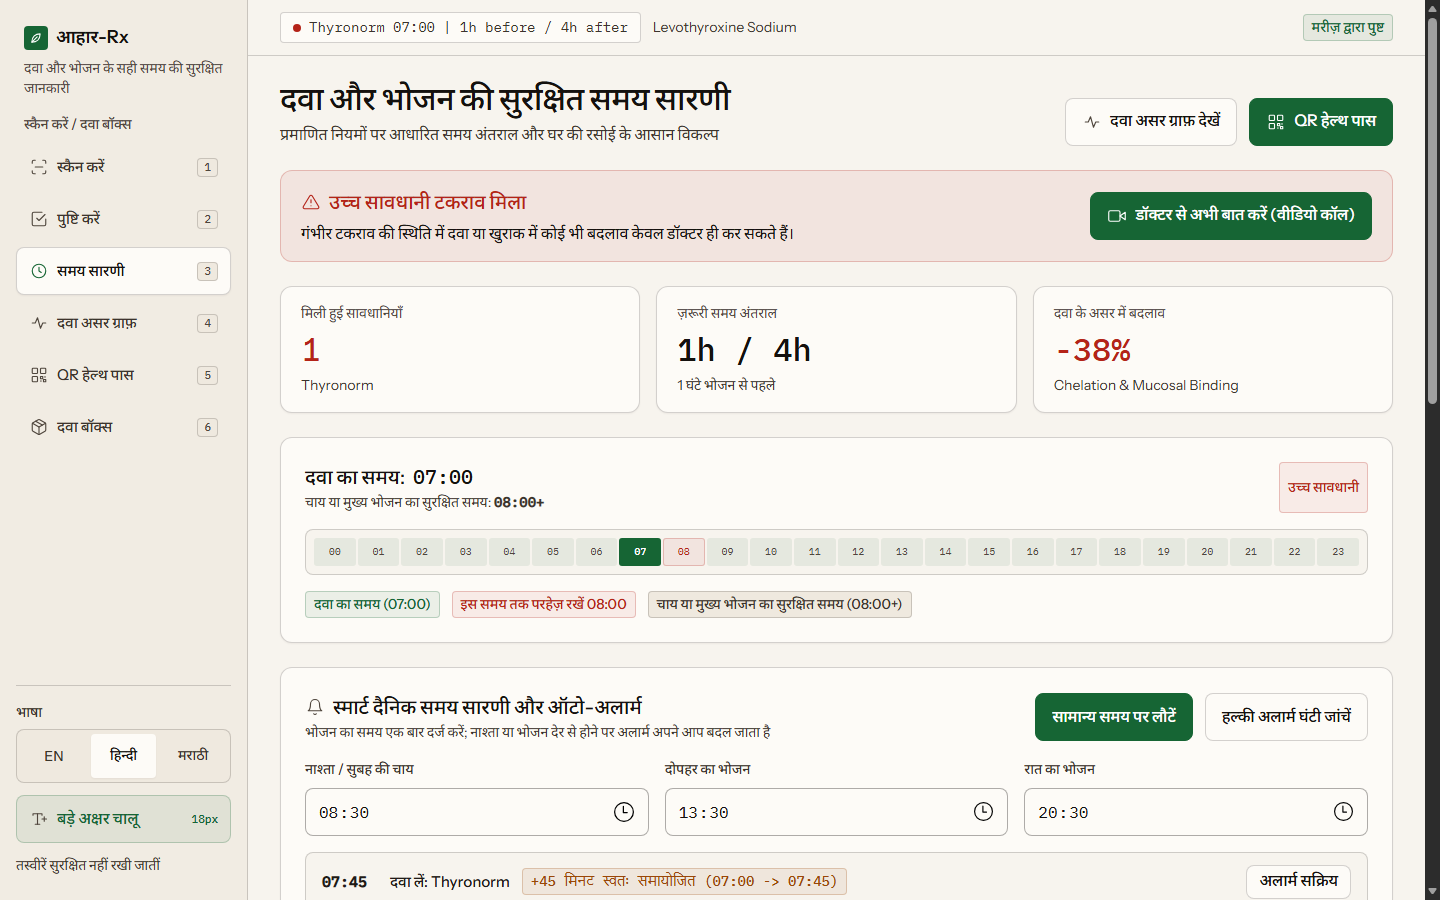 आहार-Rx
दवा और भोजन के सही समय की सुरक्षित
जानकारी
स्कैन करें / दवा बॉक्स
स्कैन करें 1
पुष्टि करें 2
समय सारणी 3
दवा असर ग्राफ़ 4
QR हेल्थ पास 5
दवा बॉक्स 6
भाषा
EN हिन्दी मराठी
बड़े अक्षर चालू 18px
तस्वीरें सुरक्षित नहीं रखी जातीं
Thyronorm 07:00 | 1h before / 4h after Levothyroxine Sodium मरीज़ द्वारा पुष्ट
दवा और भोजन की सुरक्षित समय सारणी
प्रमाणित नियमों पर आधारित समय अंतराल और घर की रसोई के आसान विकल्प
दवा असर ग्राफ़ देखें QR हेल्थ पास
उच्च सावधानी टकराव मिला
गंभीर टकराव की स्थिति में दवा या खुराक में कोई भी बदलाव केवल डॉक्टर ही कर सकते हैं।
डॉक्टर से अभी बात करें (वीडियो कॉल)
मिली हुई सावधानियाँ
1
Thyronorm
ज़रूरी समय अंतराल
1h / 4h
1 घंटे भोजन से पहले
दवा के असर में बदलाव
-38%
Chelation & Mucosal Binding
दवा का समय: 07:00
चाय या मुख्य भोजन का सुरक्षित समय: 08:00+
उच्च सावधानी
00 01 02 03 04 05 06 07 08 09 10 11 12 13 14 15 16 17 18 19 20 21 22 23
दवा का समय (07:00) इस समय तक परहेज़ रखें 08:00 चाय या मुख्य भोजन का सुरक्षित समय (08:00+)
स्मार्ट दैनिक समय सारणी और ऑटो-अलार्म
भोजन का समय एक बार दर्ज करें; नाश्ता या भोजन देर से होने पर अलार्म अपने आप बदल जाता है
सामान्य समय पर लौटें हल्की अलार्म घंटी जांचें
नाश्ता / सुबह की चाय दोपहर का भोजन रात का भोजन
08:30 13:30 20:30
07:45 दवा लें: Thyronorm +45 मिनट स्वतः समायोजित (07:00 -> 07:45) अलार्म सक्रिय